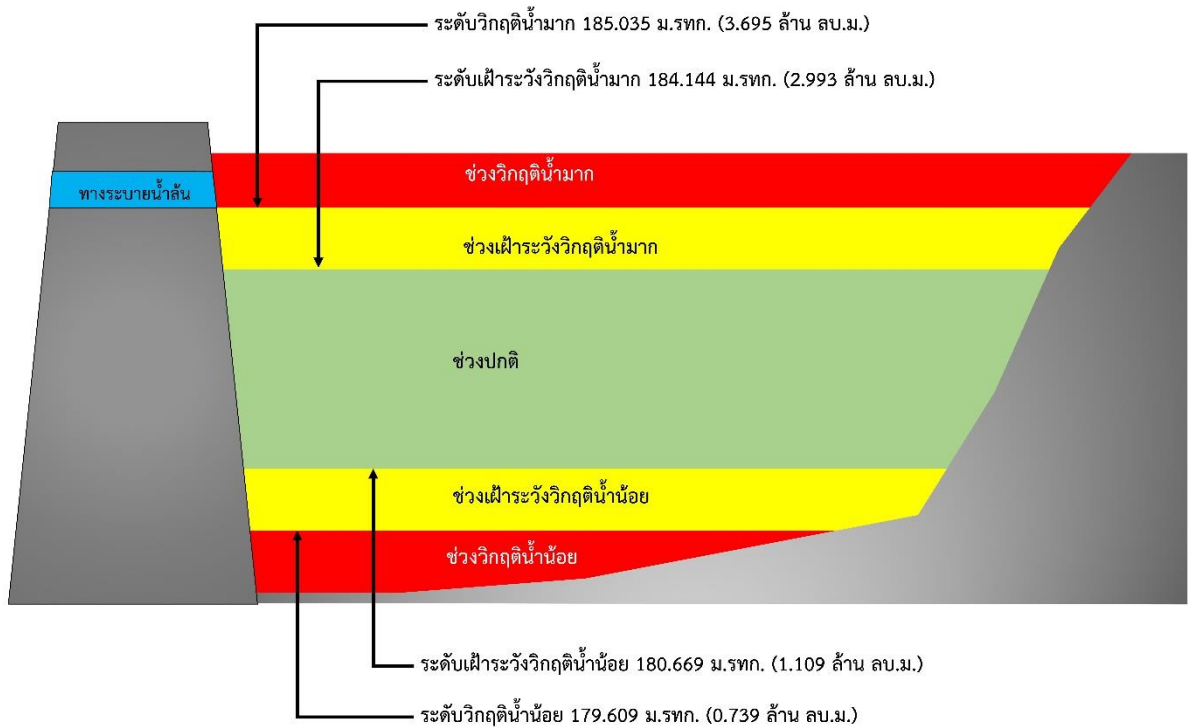 ระดับวิกฤติน้ำมาก 185.035 ม.รทก. (3.695 ล้าน ลบ.ม.)
ระดับเฝ้าระวังวิกฤติน้ำมาก 184.144 ม.รทก. (2.993 ล้าน ลบ.ม.)
ช่วงวิกฤติน้ำมาก
ทางระบายน้ำล้น
ช่วงเฝ้าระวังวิกฤติน้ำมาก
ช่วงปกติ
ช่วงเฝ้าระวังวิกฤติน้ำน้อย
ช่วงวิกฤติน้ำน้อย
ระดับเฝ้าระวังวิกฤติน้ำน้อย 180.669 ม.รทก. (1.109 ล้าน ลบ.ม.)
ระดับวิกฤติน้ำน้อย 179.609 ม.รทก. (0.739 ล้าน ลบ.ม.)